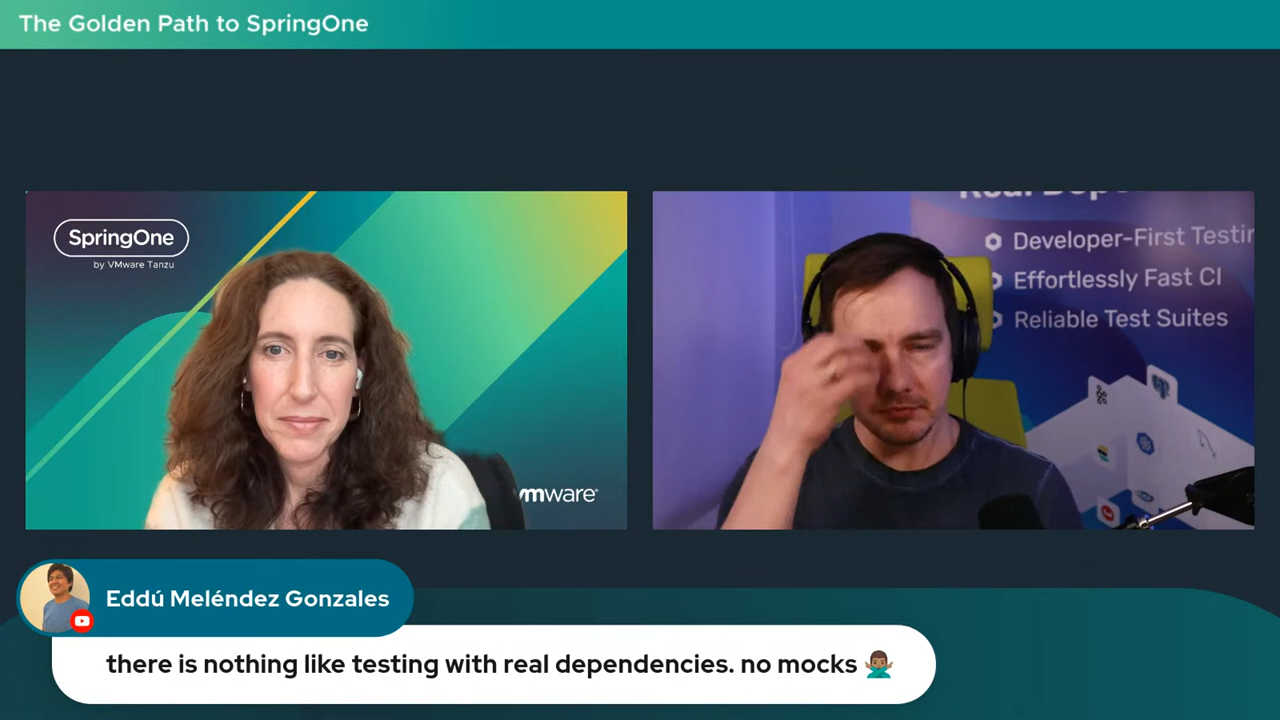 The Golden Path to SpringOne
SpringOne
by VMware Tanzu
vmware®
Developer-First
Effortlessly Fast CI
Reliable Test Suites
Eddú Meléndez Gonzales
there is nothing like testing with real dependencies. no mocks 🙅🏽‍♂️